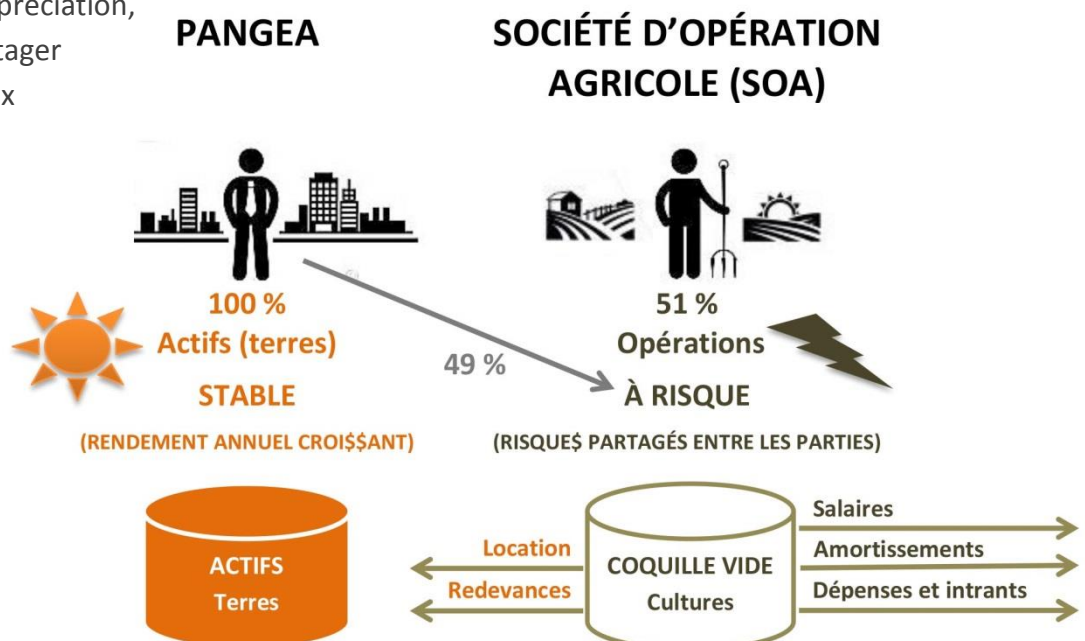 préciation,
tager
x
PANGEA
SOCIÉTÉ D’OPÉRATION
AGRICOLE (SOA)
100 %
Actifs (terres)
STABLE
(RENDEMENT ANNUEL CROI$$ANT)
49 %
51 %
Opérations
À RISQUE
(RISQUE$ PARTAGÉS ENTRE LES PARTIES)
ACTIFS
Terres
Location
Redevances
COQUILLE VIDE
Cultures
Salaires
Amortissements
Dépenses et intrants